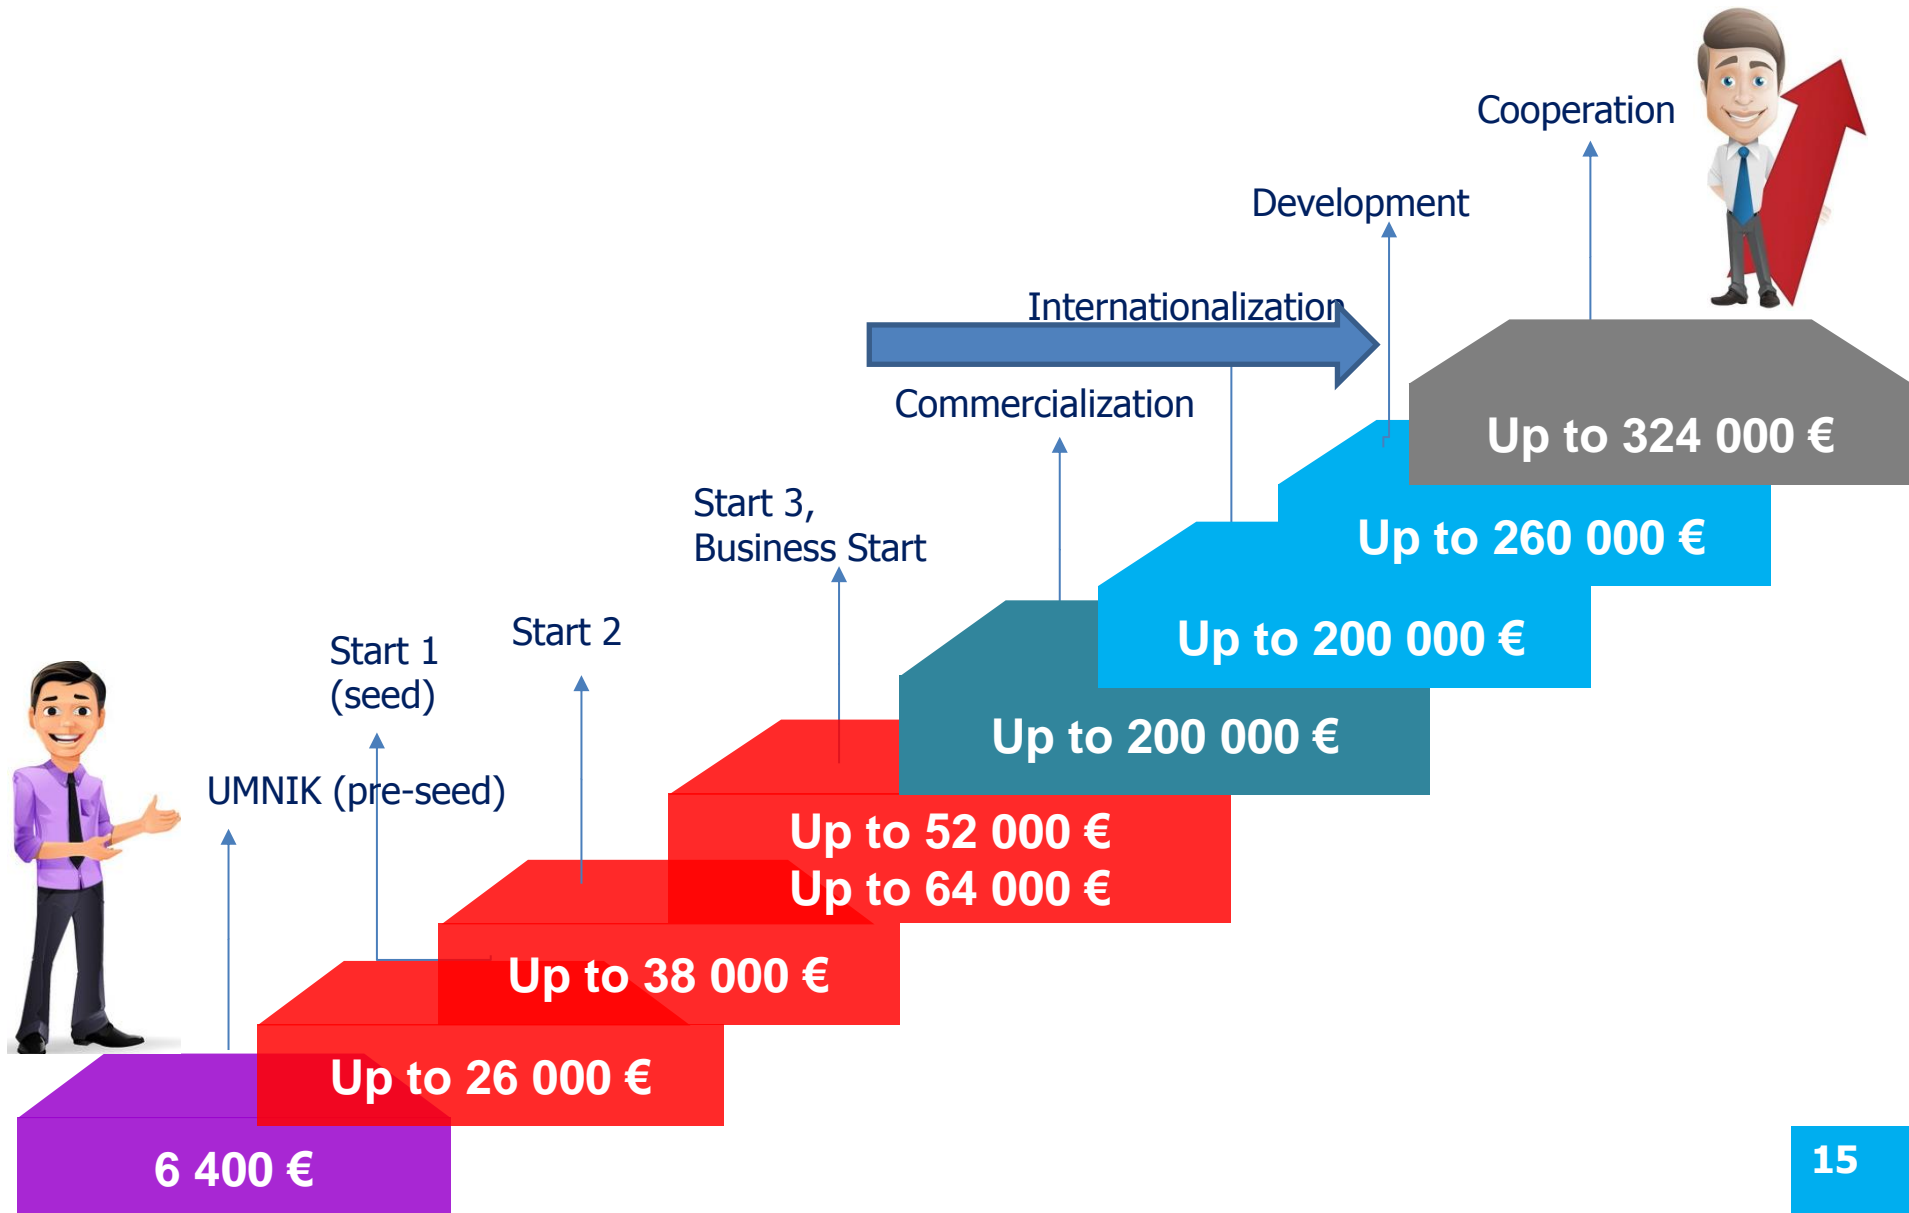 Cooperation
Development
Internationalization
Commercialization
Start 3,
Business Start
Start 2
Start 1
(seed)
UMNIK (pre-seed)
Up to 324 000 €
Up to 260 000 €
Up to 200 000 €
Up to 200 000 €
Up to 52 000 €
Up to 64 000 €
Up to 38 000 €
Up to 26 000 €
6 400 €
15